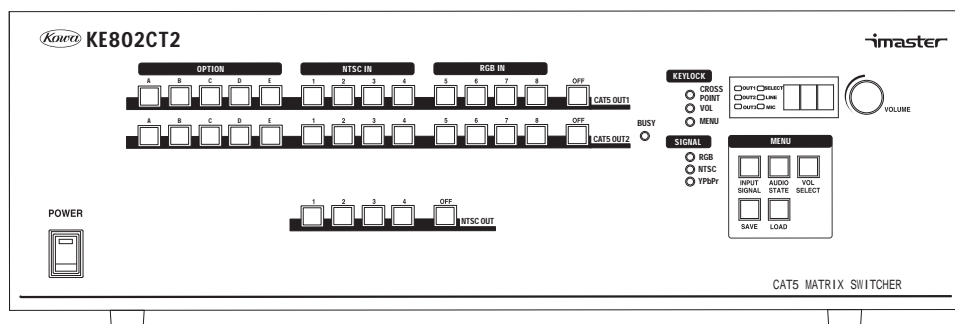 Kowa KE802CT2
imaster
OPTION NTSC IN RGB IN
A B C D E 1 2 3 4 5 6 7 8 OFF
CAT5 OUT1
A B C D E 1 2 3 4 5 6 7 8 OFF
CAT5 OUT2
BUSY
1 2 3 4 OFF
NTSC OUT
KEYLOCK
CROSS
POINT
VOL
MENU
SIGNAL
RGB
NTSC
YPbPr
OUT1 SELECT
OUT2 LINE
OUT3 MIC
VOLUME
MENU
INPUT SIGNAL
AUDIO STATE
VOL SELECT
SAVE LOAD
POWER
CAT5 MATRIX SWITCHER